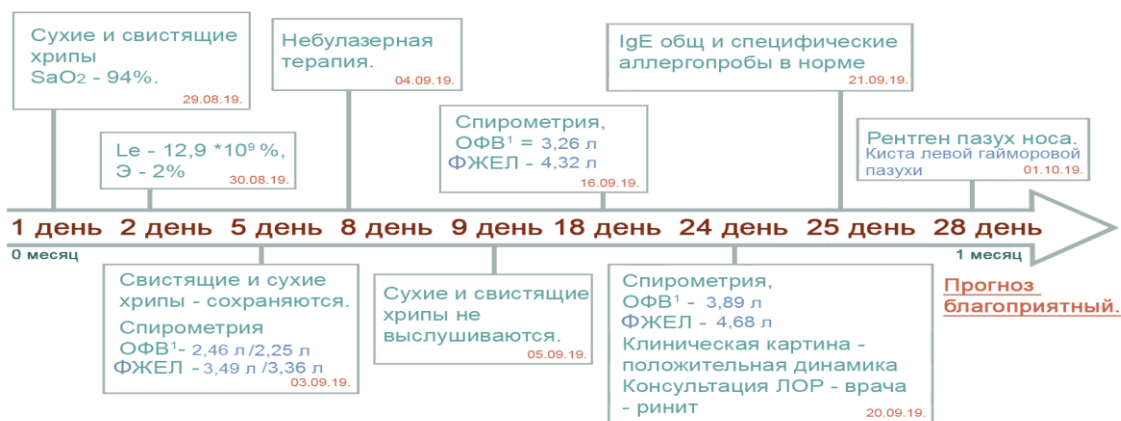 Сухие и свистящие
хрипы
SaO2 - 94%.
29.08.19.
Le - 12,9 *10⁹ %,
Э - 2%
30.08.19.
Небулазерная
терапия.
04.09.19.
Спирометрия,
ОФВ¹ = 3,26 л
ФЖЕЛ - 4,32 л
16.09.19.
IgE общ и специфические
аллергопробы в норме
21.09.19.
Рентген пазух носа.
Киста левой гайморовой
пазухи
01.10.19.
1 день 2 день 5 день 8 день 9 день 18 день 24 день 25 день 28 день
0 месяц 1 месяц
Свистящие и сухие
хрипы - сохраняются.
Спирометрия
ОФВ¹- 2,46 л /2,25 л
ФЖЕЛ -3,49 л /3,36 л
03.09.19.
Сухие и свистящие
хрипы не
выслушиваются.
05.09.19.
Спирометрия,
ОФВ¹ - 3,89 л
ФЖЕЛ - 4,68 л
Клиническая картина -
положительная динамика
Консультация ЛОР - врача
- ринит
20.09.19.
Прогноз
благоприятный.